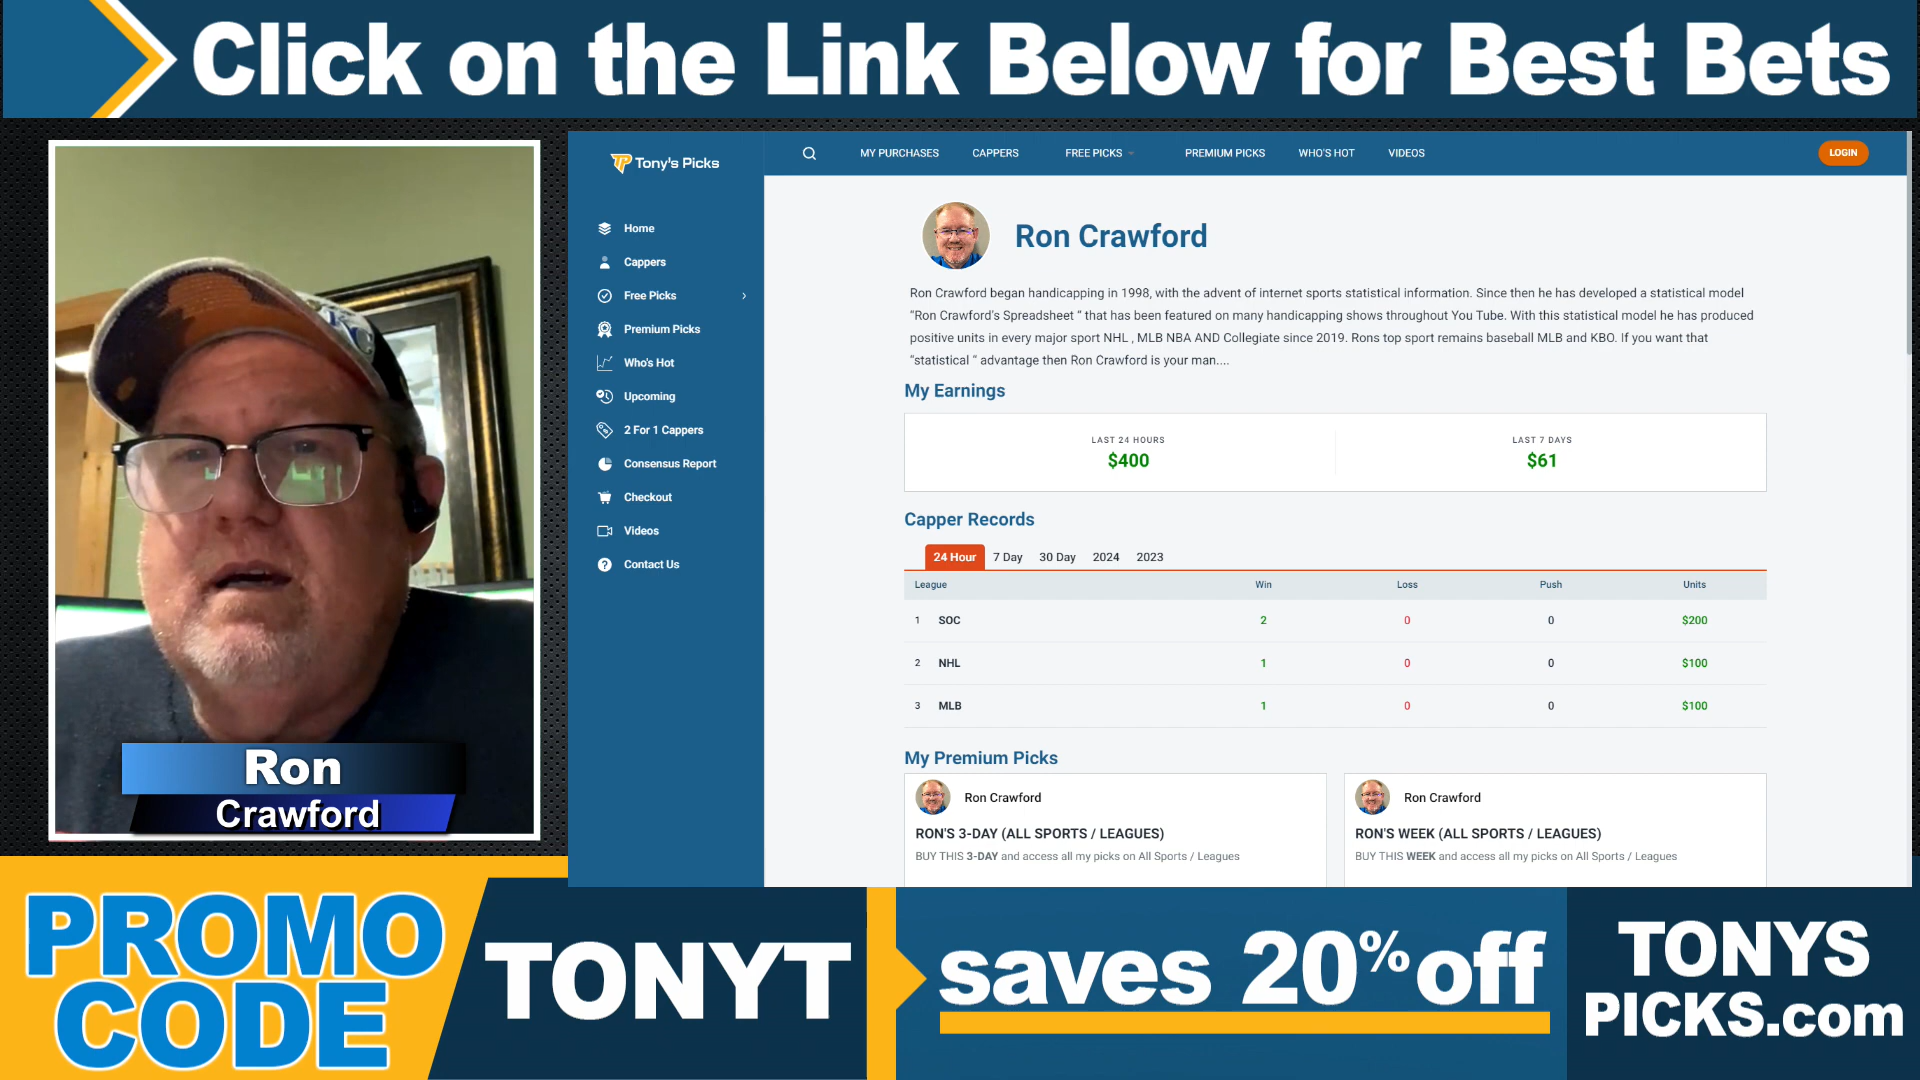 Click on the Link Below for Best Bets
Tony's Picks
MY PURCHASES
CAPPERS
FREE PICKS
PREMIUM PICKS
WHO'S HOT
VIDEOS
LOGIN
Home
Cappers
Free Picks
Premium Picks
Who's Hot
Upcoming
2 For 1 Cappers
Consensus Report
Checkout
Videos
Contact Us
Ron Crawford
Ron Crawford began handicapping in 1998, with the advent of internet sports statistical information. Since then he has developed a statistical model
“Ron Crawford's Spreadsheet “ that has been featured on many handicapping shows throughout You Tube. With this statistical model he has produced
positive units in every major sport NHL , MLB NBA AND Collegiate since 2019. Rons top sport remains baseball MLB and KBO. If you want that
“statistical “ advantage then Ron Crawford is your man....
My Earnings
LAST 24 HOURS
$400
LAST 7 DAYS
$61
Capper Records
24 Hour 7 Day 30 Day 2024 2023
League Win Loss Push Units
1 SOC 2 0 0 $200
2 NHL 1 0 0 $100
3 MLB 1 0 0 $100
My Premium Picks
Ron Crawford
RON'S 3-DAY (ALL SPORTS / LEAGUES)
BUY THIS 3-DAY and access all my picks on All Sports / Leagues
Ron Crawford
RON'S WEEK (ALL SPORTS / LEAGUES)
BUY THIS WEEK and access all my picks on All Sports / Leagues
Ron
Crawford
PROMO
CODE
TONYT
saves 20% off
TONYS
PICKS.com